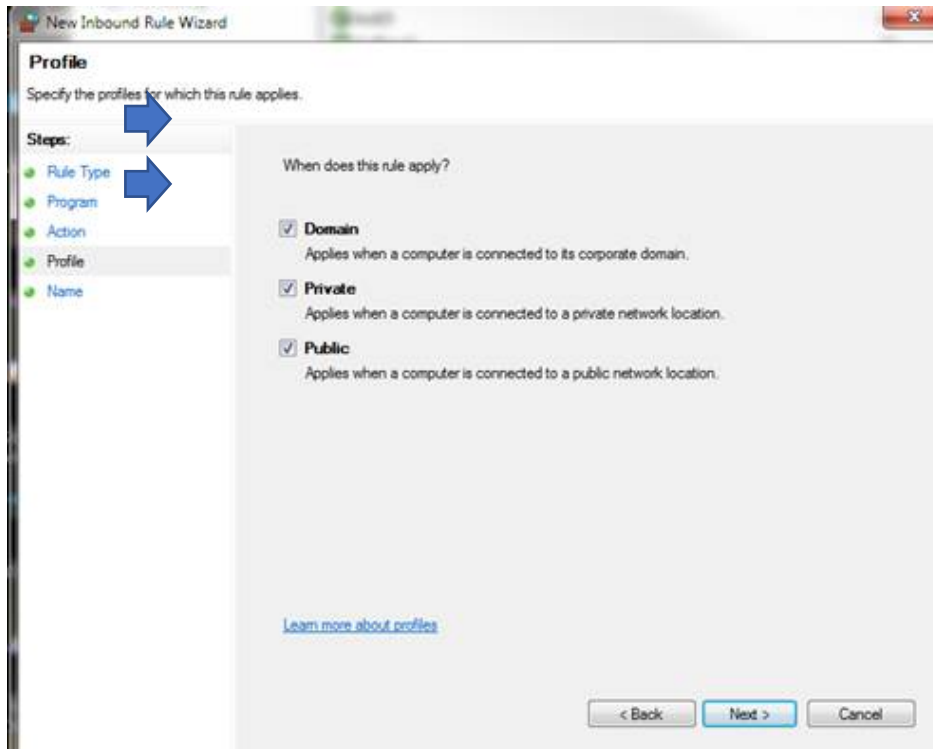 New Inbound Rule Wizard
Profile
Specify the profiles for which this rule applies.
Steps:
Rule Type
Program
Action
Profile
Name
When does this rule apply?
Domain
Applies when a computer is connected to its corporate domain.
Private
Applies when a computer is connected to a private network location.
Public
Applies when a computer is connected to a public network location.
Learn more about profiles
< Back
Next >
Cancel